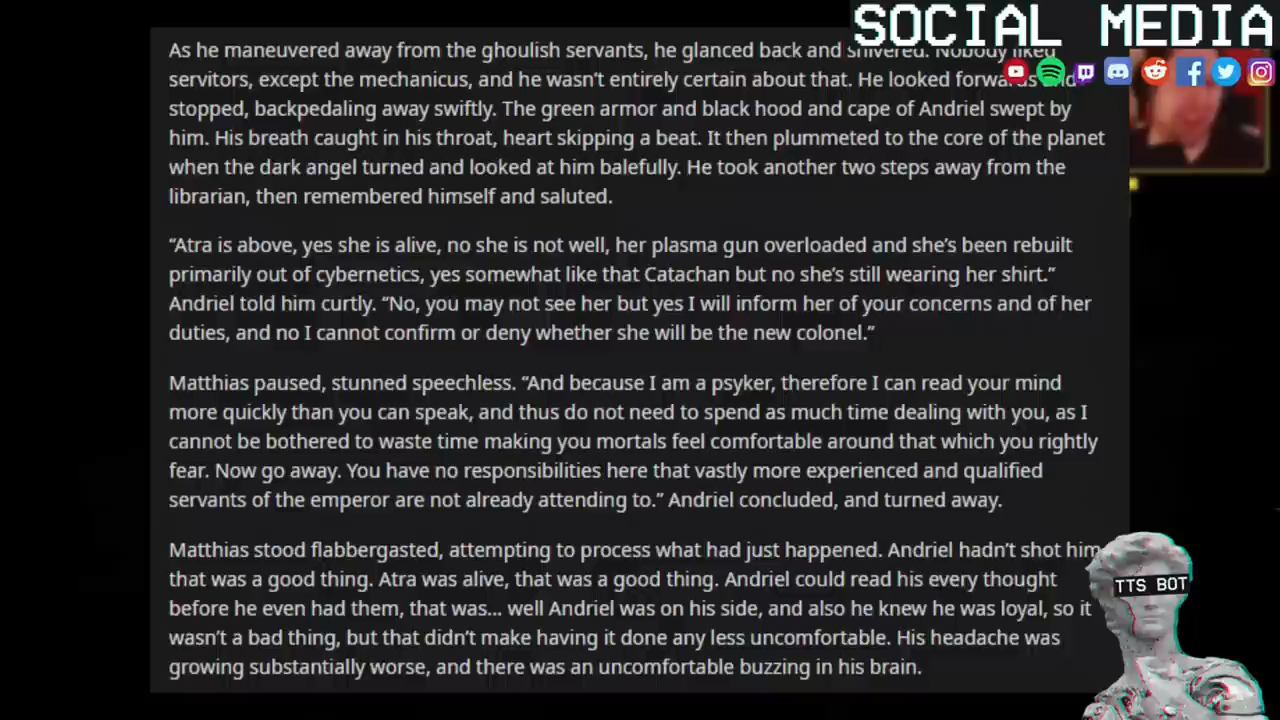 SOCIAL MEDIA
As he maneuvered away from the ghoulish servants, he glanced back and shivered. Nobody liked
servitors, except the mechanicus, and he wasn’t entirely certain about that. He looked forwards and
stopped, backpedaling away swiftly. The green armor and black hood and cape of Andriel swept by
him. His breath caught in his throat, heart skipping a beat. It then plummeted to the core of the planet
when the dark angel turned and looked at him balefully. He took another two steps away from the
librarian, then remembered himself and saluted.
“Atra is above, yes she is alive, no she is not well, her plasma gun overloaded and she’s been rebuilt
primarily out of cybernetics, yes somewhat like that Catachan but no she’s still wearing her shirt.”
Andriel told him curtly. “No, you may not see her but yes I will inform her of your concerns and of her
duties, and no I cannot confirm or deny whether she will be the new colonel.”
Matthias paused, stunned speechless. “And because I am a psyker, therefore I can read your mind
more quickly than you can speak, and thus do not need to spend as much time dealing with you, as I
cannot be bothered to waste time making you mortals feel comfortable around that which you rightly
fear. Now go away. You have no responsibilities here that vastly more experienced and qualified
servants of the emperor are not already attending to.” Andriel concluded, and turned away.
Matthias stood flabbergasted, attempting to process what had just happened. Andriel hadn’t shot him,
that was a good thing. Atra was alive, that was a good thing. Andriel could read his every thought
before he even had them, that was... well Andriel was on his side, and also he knew he was loyal, so it
wasn’t a bad thing, but that didn’t make having it done any less uncomfortable. His headache was
growing substantially worse, and there was an uncomfortable buzzing in his brain.
TTS BOT